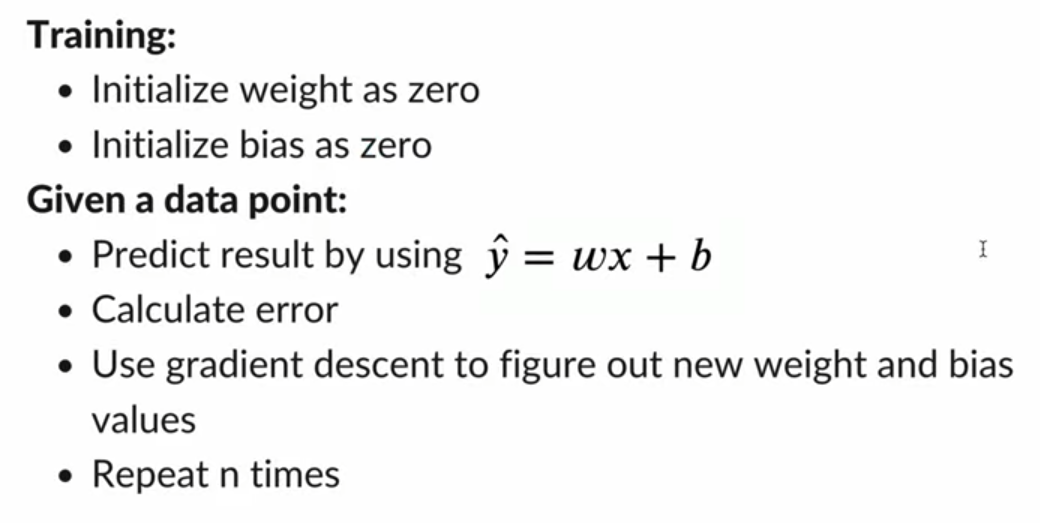 Training:
• Initialize weight as zero
• Initialize bias as zero
Given a data point:
• Predict result by using ŷ = wx + b
• Calculate error
• Use gradient descent to figure out new weight and bias
values
• Repeat n times